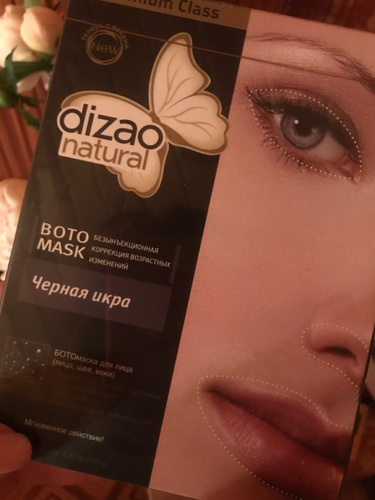 Premium Class
New
dizao
natural
BOTO
MASK
БЕЗЫНЪЕКЦИОННАЯ
КОРРЕКЦИЯ ВОЗРАСТНЫХ
ИЗМЕНЕНИЙ
Черная икра
БОТОмаска для лица
(лицо, шея, веки)
Мгновенное действие!